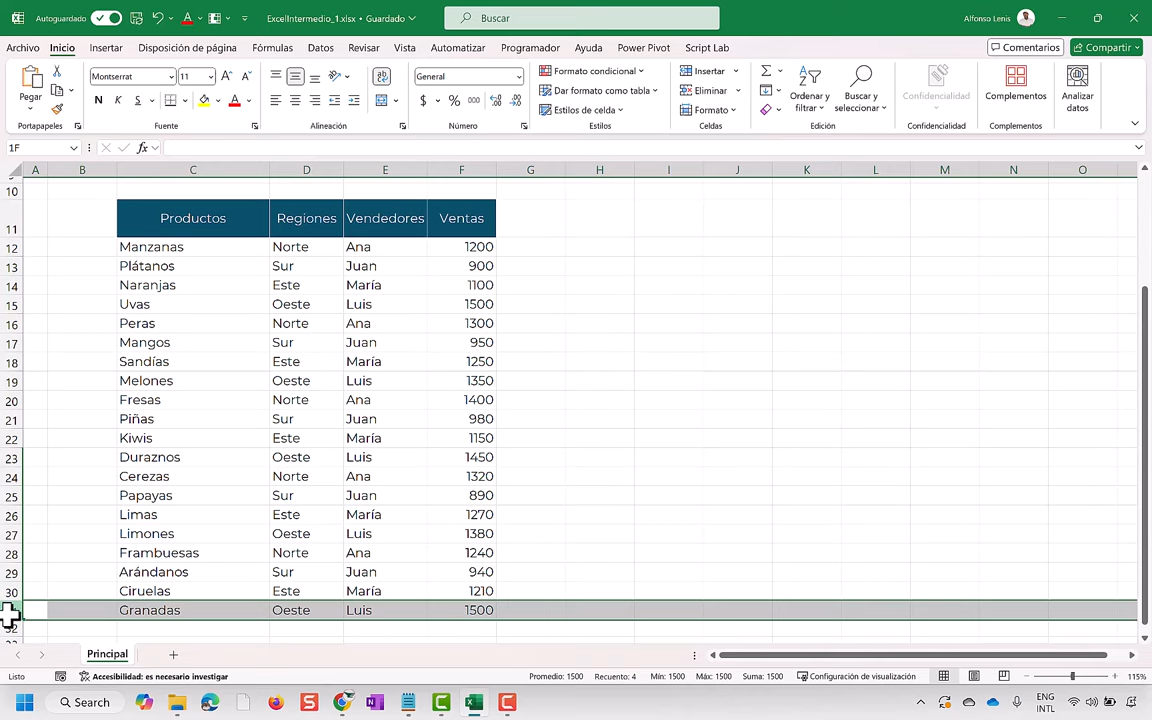 Autoguardado ExcelIntermedio_1.xlsx • Guardado Buscar Alfonso Lenis
Archivo Inicio Insertar Disposición de página Fórmulas Datos Revisar Vista Automatizar Programador Ayuda Power Pivot Script Lab Comentarios Compartir
Pegar Montserrat 11 General Formato condicional Insertar Ordenar y Buscar y Confidencialidad Complementos Analizar
N K S $ % 000 Dar formato como tabla Eliminar filtrar seleccionar datos
Estilos de celda Formato
Portapapeles Fuente Alineación Número Estilos Celdas Edición Confidencialidad Complementos
1F fx
A B C D E F G H I J K L M N O
10
11 Productos Regiones Vendedores Ventas
12 Manzanas Norte Ana 1200
13 Plátanos Sur Juan 900
14 Naranjas Este María 1100
15 Uvas Oeste Luis 1500
16 Peras Norte Ana 1300
17 Mangos Sur Juan 950
18 Sandías Este María 1250
19 Melones Oeste Luis 1350
20 Fresas Norte Ana 1400
21 Piñas Sur Juan 980
22 Kiwis Este María 1150
23 Duraznos Oeste Luis 1450
24 Cerezas Norte Ana 1320
25 Papayas Sur Juan 890
26 Limas Este María 1270
27 Limones Oeste Luis 1380
28 Frambuesas Norte Ana 1240
29 Arándanos Sur Juan 940
30 Ciruelas Este María 1210
Granadas Oeste Luis 1500
32
Principal
Listo Accesibilidad: es necesario investigar Promedio: 1500 Recuento: 4 Mín: 1500 Máx: 1500 Suma: 1500 Configuración de visualización 115%
Search ENG
INTL